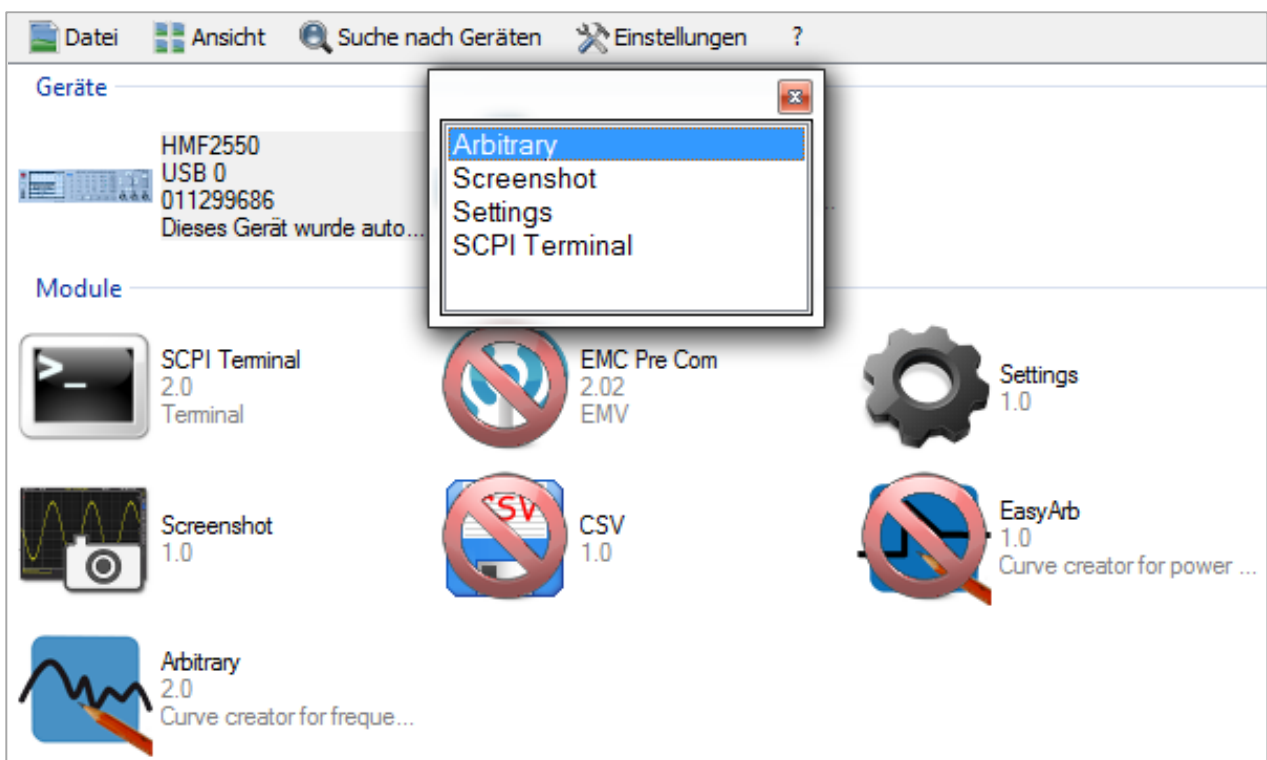 Datei Ansicht Suche nach Geräten Einstellungen ?
Geräte
HMF2550
USB 0
011299686
Dieses Gerät wurde auto...
Arbitrary
Screenshot
Settings
SCPI Terminal
Module
SCPI Terminal
2.0
Terminal
EMC Pre Com
2.02
EMV
Settings
1.0
Screenshot
1.0
CSV
CSV
1.0
EasyArb
1.0
Curve creator for power ...
Arbitrary
2.0
Curve creator for freque...